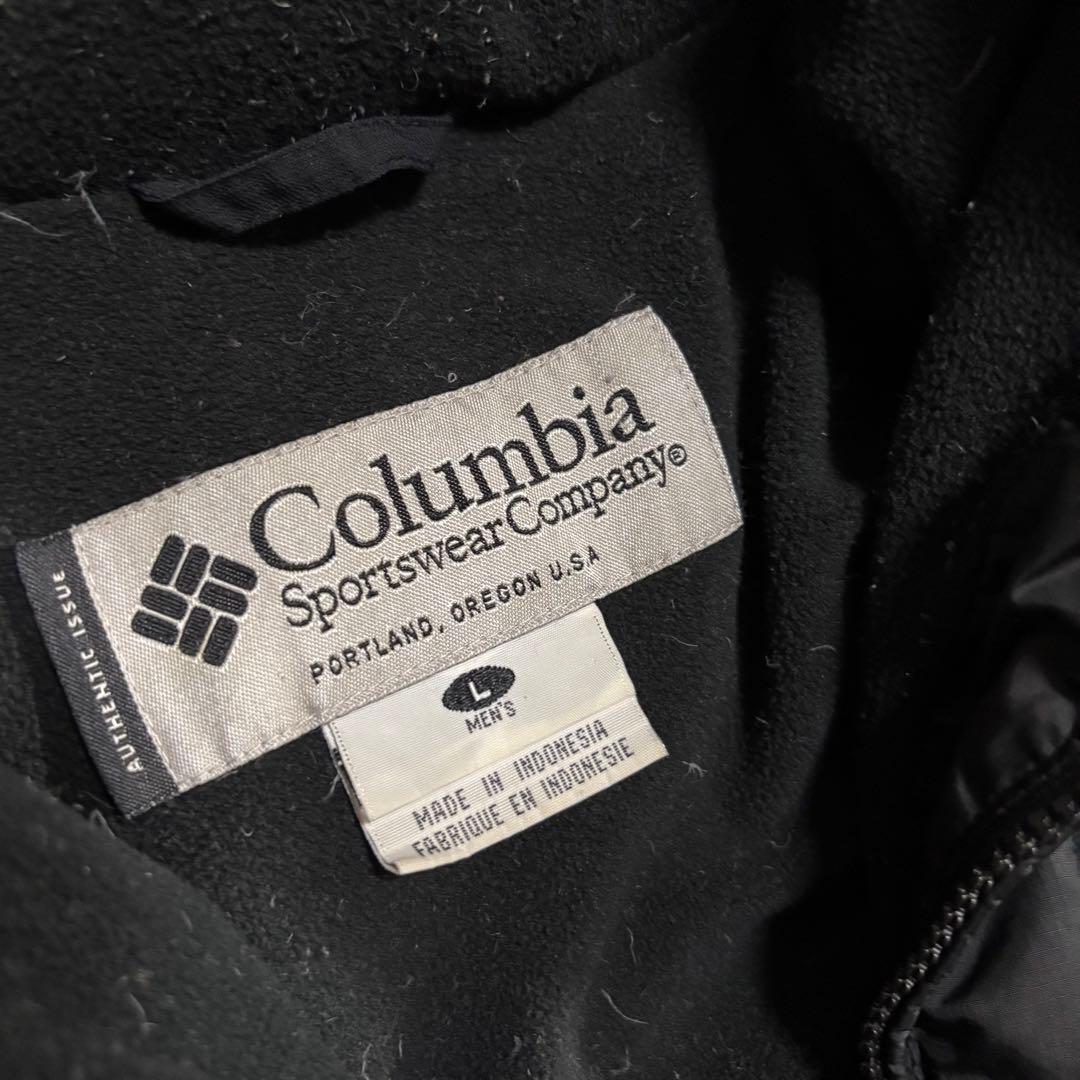 AUTHENTIC ISSUE
Columbia
Sportswear Company®
PORTLAND, OREGON U.S.A
L
MEN'S
MADE IN INDONESIA
FABRIQUE EN INDONESIE